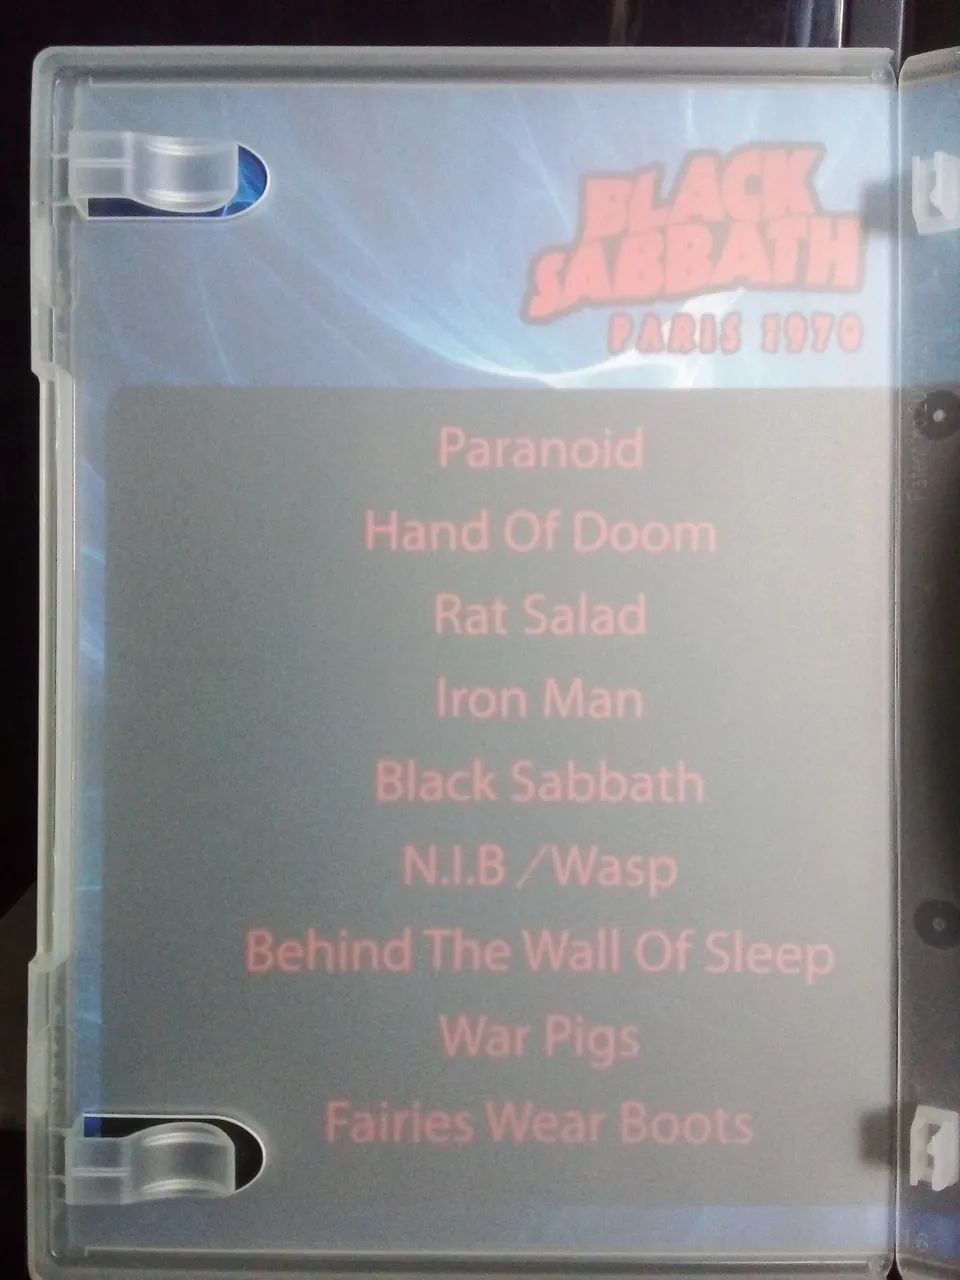 BLACK
SABBATH
PARIS 1970
Paranoid
Hand Of Doom
Rat Salad
Iron Man
Black Sabbath
N.I.B /Wasp
Behind The Wall Of Sleep
War Pigs
Fairies Wear Boots
16